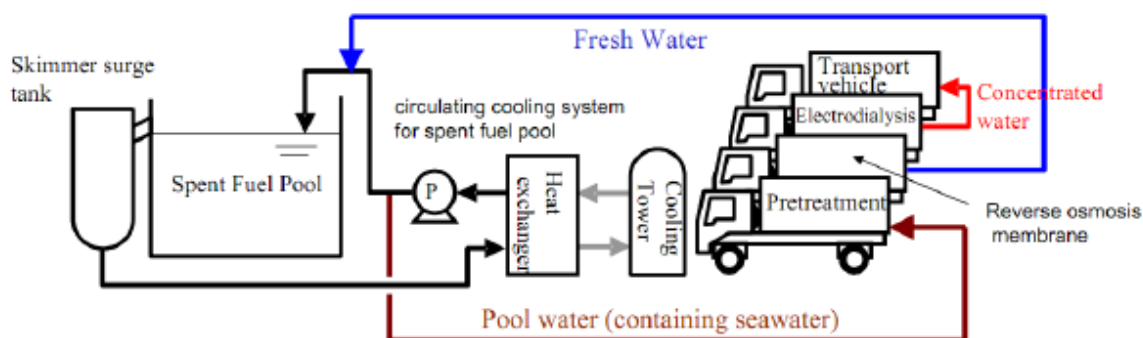 Fresh Water
Skimmer surge
tank
circulating cooling system
for spent fuel pool
Transport
vehicle
Electrodialysis
Concentrated
water
Spent Fuel Pool
P
Heat
exchanger
Cooling
Tower
Pretreatment
Reverse osmosis
membrane
Pool water (containing seawater)